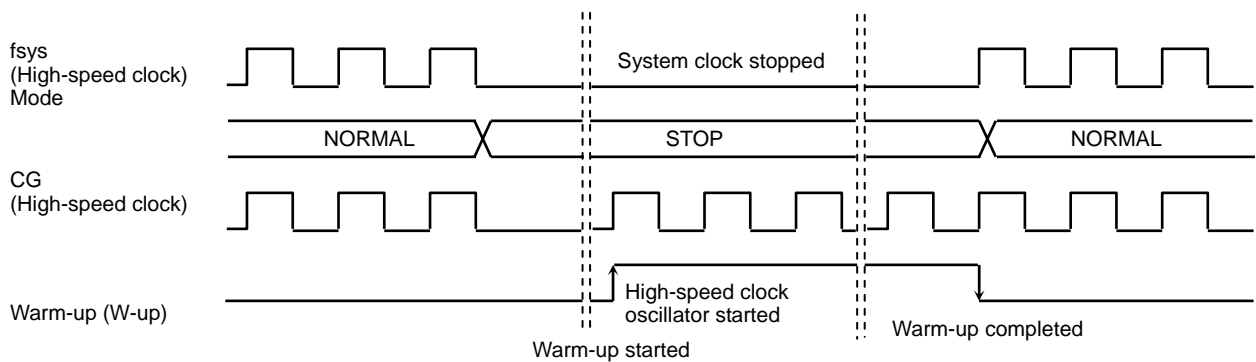 fsys
(High-speed clock)
Mode
System clock stopped
NORMAL
STOP
NORMAL
CG
(High-speed clock)
Warm-up (W-up)
High-speed clock
oscillator started
Warm-up completed
Warm-up started